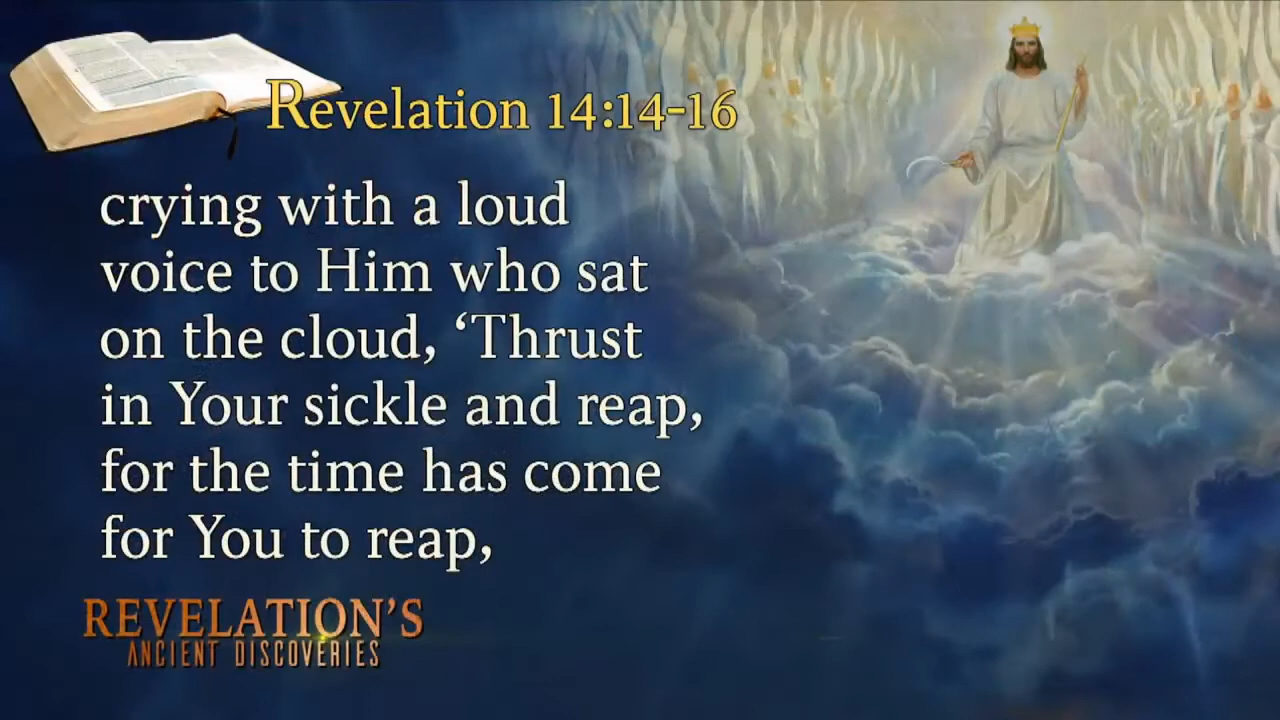 Revelation 14:14-16
crying with a loud
voice to Him who sat
on the cloud, ‘Thrust
in Your sickle and reap,
for the time has come
for You to reap,
REVELATION’S
ANCIENT DISCOVERIES